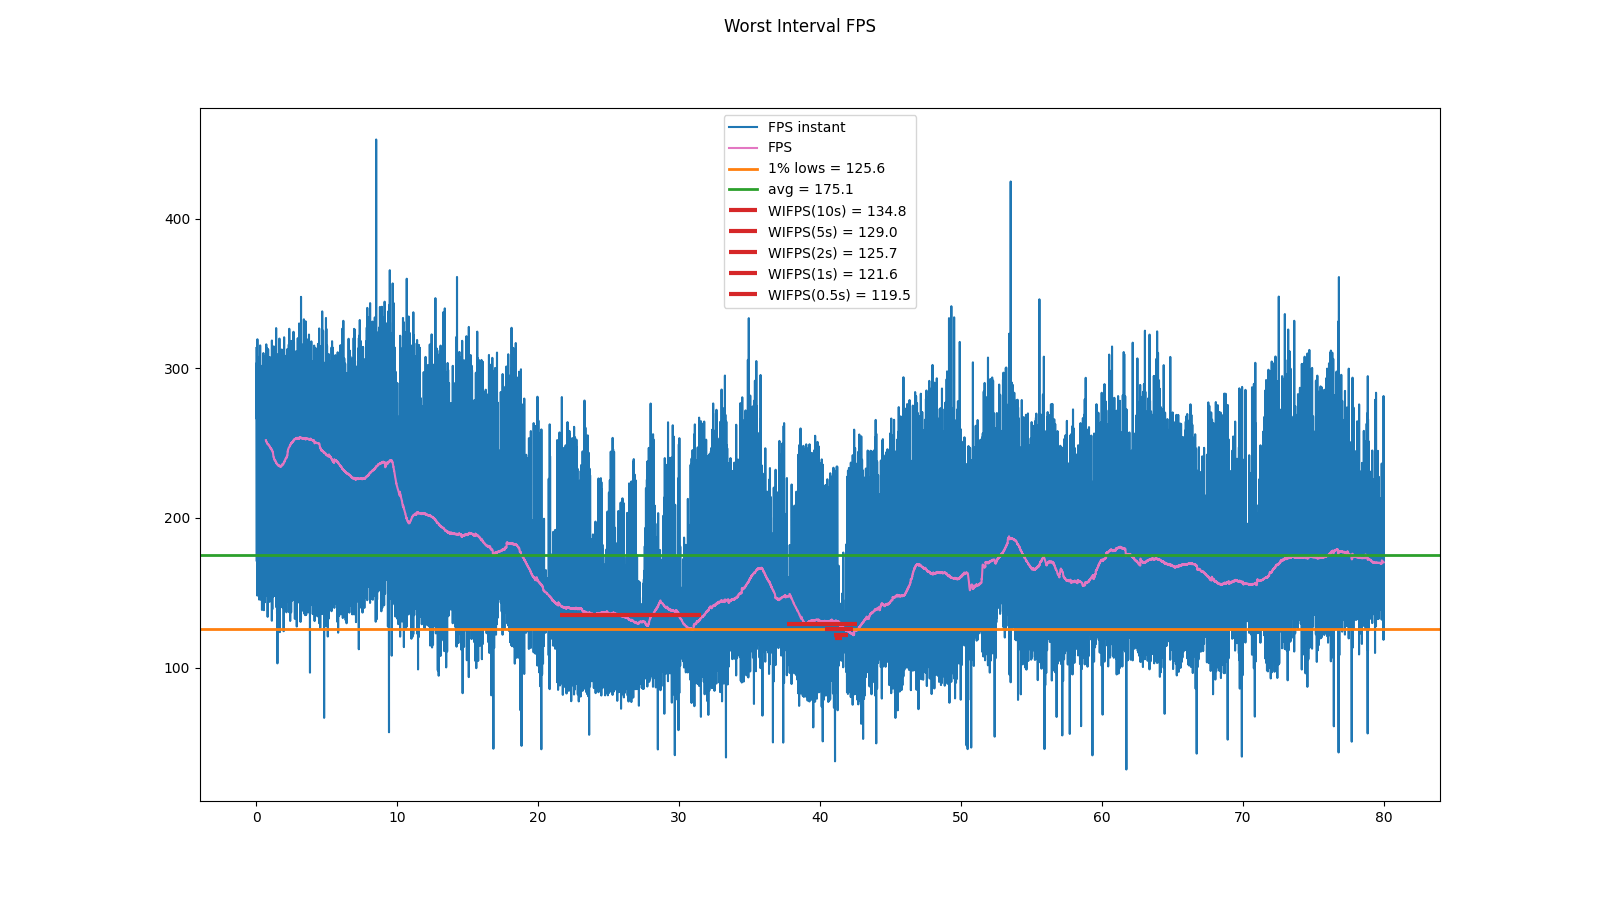 Worst Interval FPS
FPS instant
FPS
1% lows = 125.6
avg = 175.1
WIFPS(10s) = 134.8
WIFPS(5s) = 129.0
WIFPS(2s) = 125.7
WIFPS(1s) = 121.6
WIFPS(0.5s) = 119.5
400
300
200
100
0 10 20 30 40 50 60 70 80